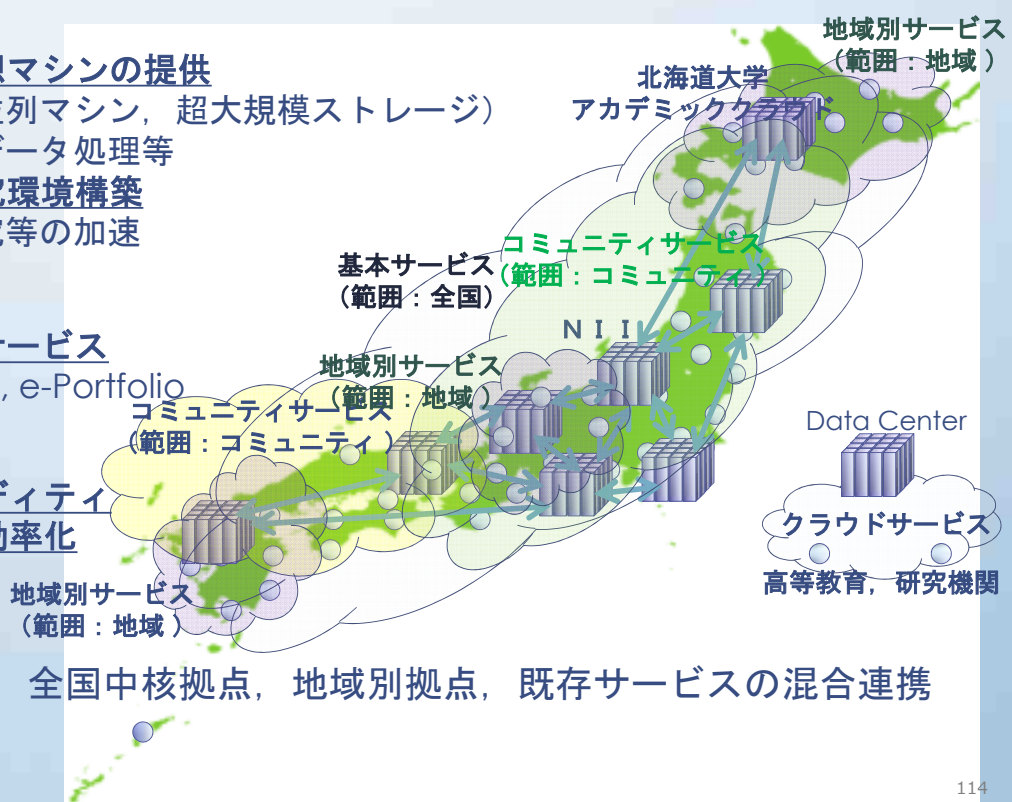 地域別サービス
（範囲：地域 ）
マシンの提供
北海道大学
アカデミッククラウド
列マシン，超大規模ストレージ）
データ処理等
環境構築
等の加速
コミュニティサービス
（範囲：コミュニティ ）
基本サービス
（範囲：全国）
ＮＩＩ
サービス
, e-Portfolio
地域別サービス
（範囲：地域 ）
コミュニティサービス
（範囲：コミュニティ ）
Data Center
ディティ
効率化
クラウドサービス
高等教育，研究機関
地域別サービス
（範囲：地域 ）
全国中核拠点，地域別拠点，既存サービスの混合連携
114